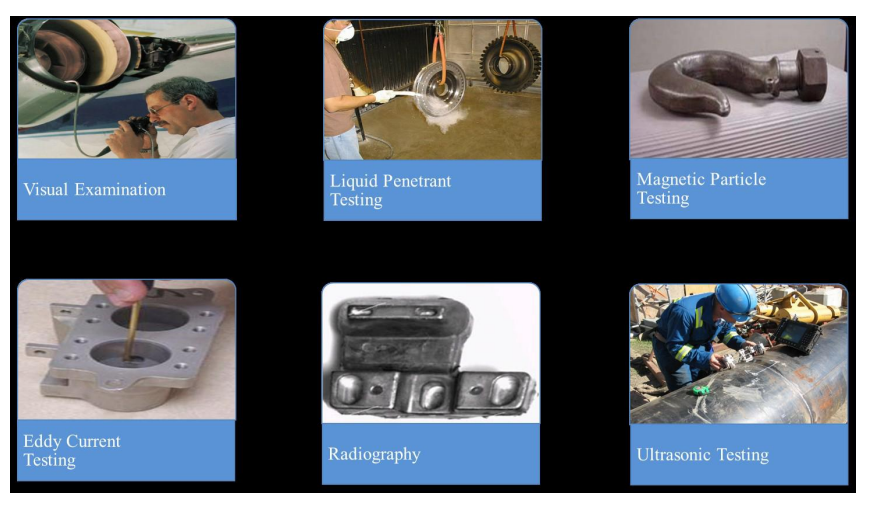 Visual Examination
Liquid Penetrant
Testing
Magnetic Particle
Testing
Eddy Current
Testing
Radiography
Ultrasonic Testing